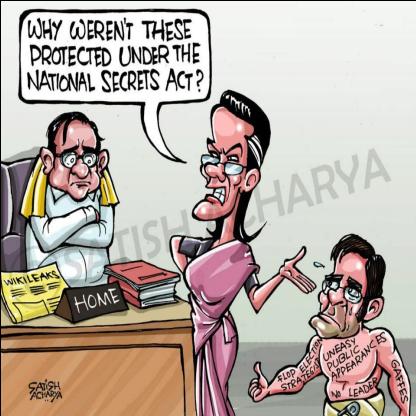 WHY WEREN'T THESE
PROTECTED UNDER THE
NATIONAL SECRETS ACT?
SATISH ACHARYA
WIKILEAKS
HOME
FLOP ELECTION
STRATEGIES
UNEASY
PUBLIC
APPEARANCES
NO LEADER
GAFFES
SATISH
ACHARYA